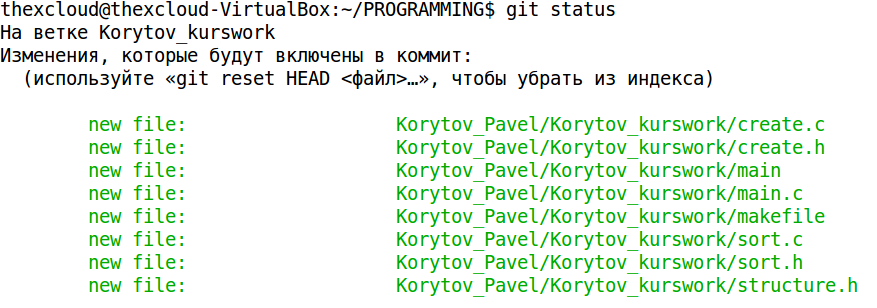 thexcloud@thexcloud-VirtualBox:~/PROGRAMMING$ git status
На ветке Korytov_kurswork
Изменения, которые будут включены в коммит:
(используйте «git reset HEAD <файл>…», чтобы убрать из индекса)
new file: Korytov_Pavel/Korytov_kurswork/create.c
new file: Korytov_Pavel/Korytov_kurswork/create.h
new file: Korytov_Pavel/Korytov_kurswork/main
new file: Korytov_Pavel/Korytov_kurswork/main.c
new file: Korytov_Pavel/Korytov_kurswork/makefile
new file: Korytov_Pavel/Korytov_kurswork/sort.c
new file: Korytov_Pavel/Korytov_kurswork/sort.h
new file: Korytov_Pavel/Korytov_kurswork/structure.h